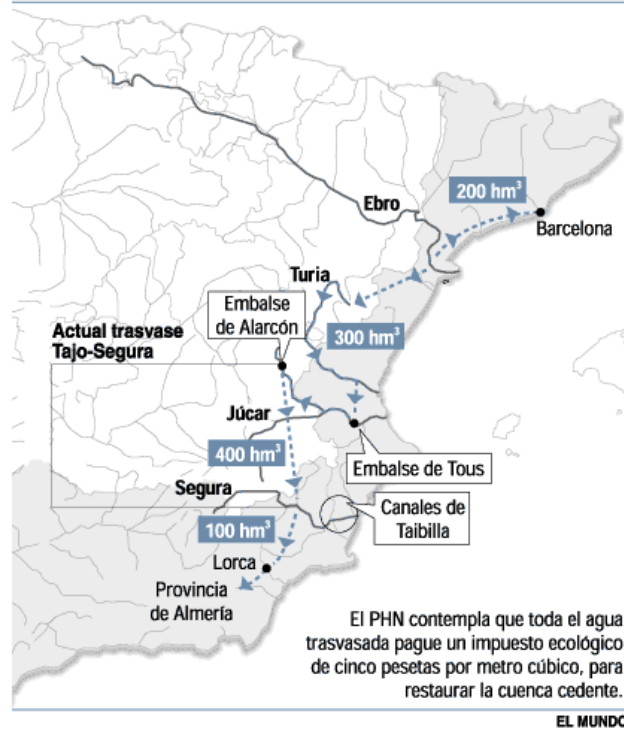 200 hm³
Ebro
Barcelona
Turia
Embalse
de Alarcón
300 hm³
Actual trasvase
Tajo-Segura
Júcar
400 hm³
Embalse de Tous
Segura
Canales de
Taibilla
100 hm³
Lorca
Provincia
de Almería
El PHN contempla que toda el agua
trasvasada pague un impuesto ecológico
de cinco pesetas por metro cúbico, para
restaurar la cuenca cedente.
EL MUNDO